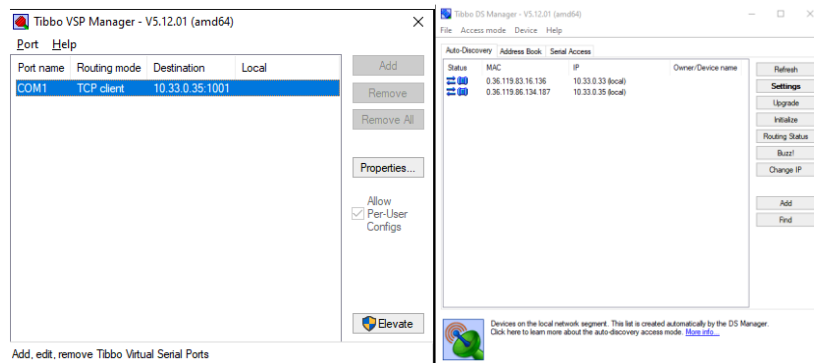 Tibbo VSP Manager - V5.12.01 (amd64)
Port Help
Port name Routing mode Destination Local
COM1 TCP client 10.33.0.35:1001
Add
Remove
Remove All
Properties...
Allow
Per-User
Configs
Elevate
Add, edit, remove Tibbo Virtual Serial Ports
Tibbo DS Manager - V5.12.01 (amd64)
File Access mode Device Help
Auto-Discovery Address Book Serial Access
Status MAC IP Owner/Device name
0.36.119.83.16.136 10.33.0.33 (local)
0.36.119.86.134.187 10.33.0.35 (local)
Refresh
Settings
Upgrade
Initialize
Routing Status
Buzz!
Change IP
Add
Find
Devices on the local network segment. This list is created automatically by the DS Manager.
Click here to learn more about the auto-discovery access mode. More info...